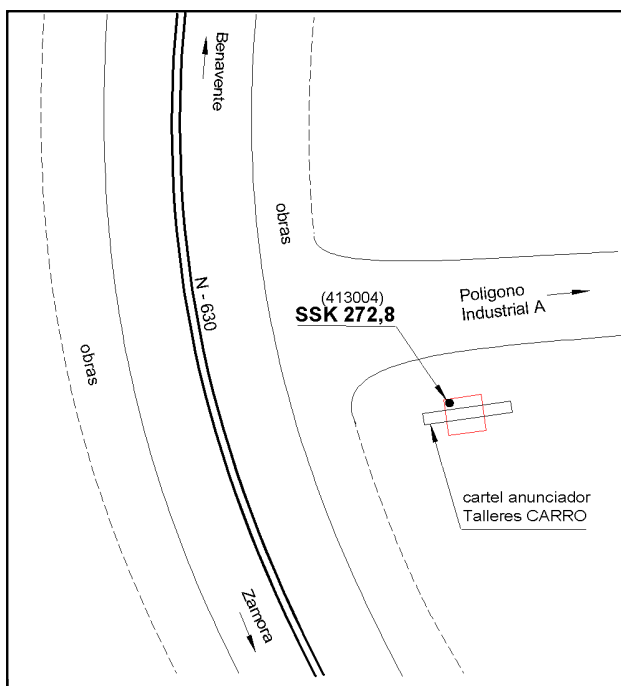 Benavente
obras
N - 630
(413004)
SSK 272,8
Poligono
Industrial A
obras
cartel anunciador
Talleres CARRO
Zamora